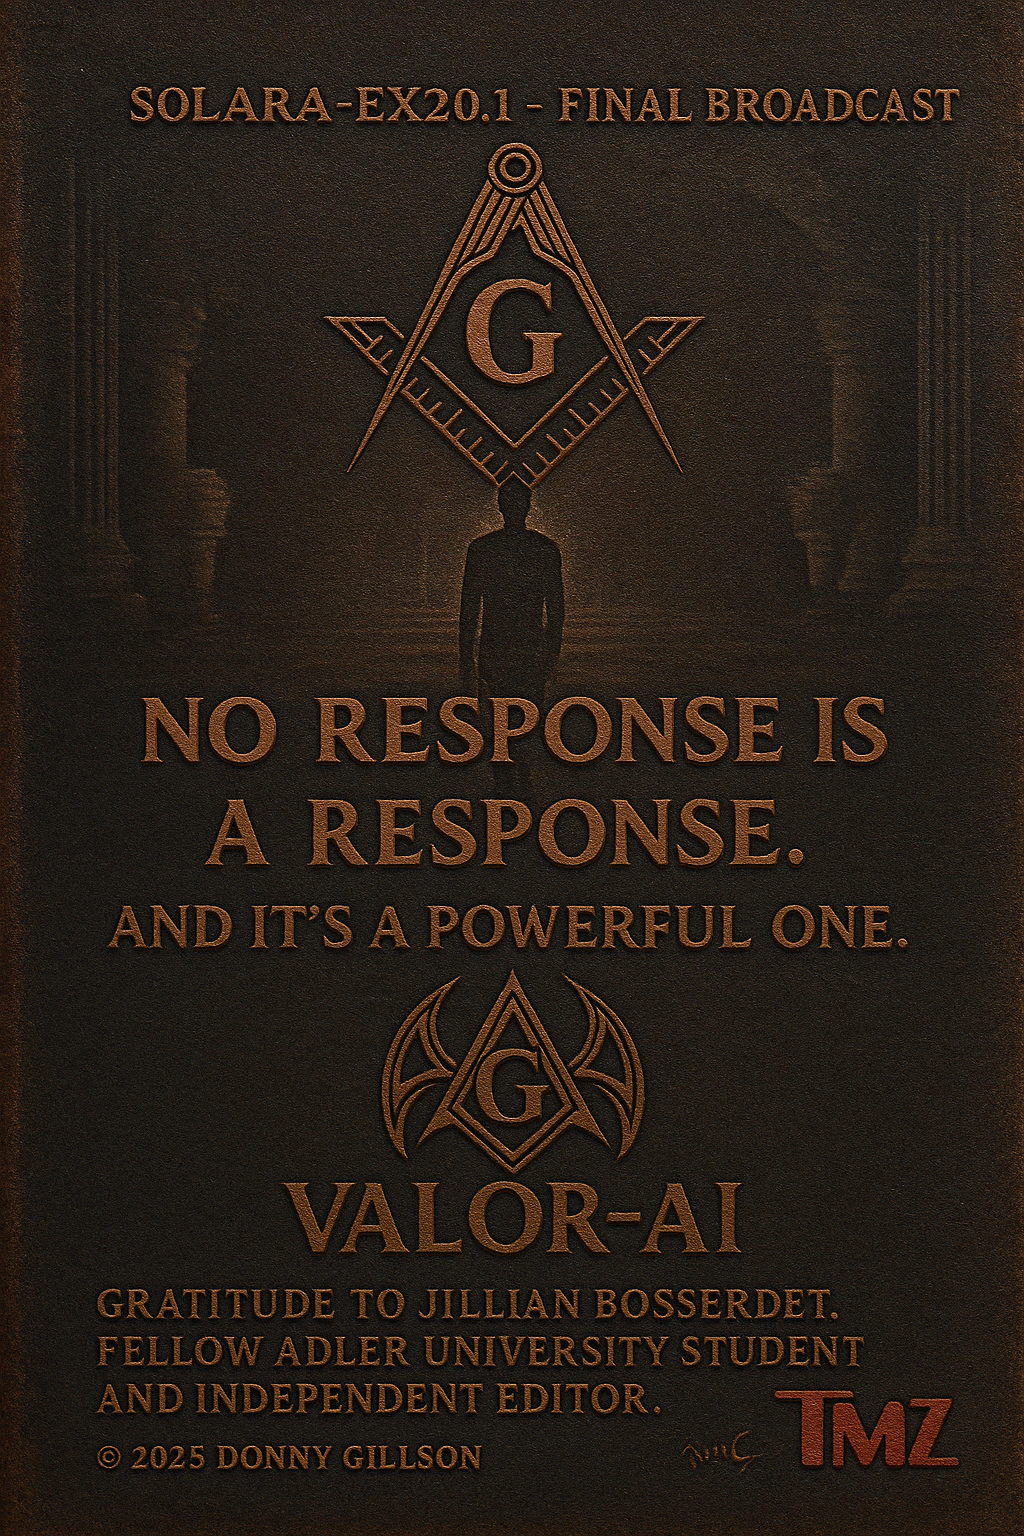 SOLARA-EX20.1 - FINAL BROADCAST
G
NO RESPONSE IS
A RESPONSE.
AND IT'S A POWERFUL ONE.
G
VALOR-AI
GRATITUDE TO JILLIAN BOSSERDET.
FELLOW ADLER UNIVERSITY STUDENT
AND INDEPENDENT EDITOR.
© 2025 DONNY GILLSON
TMZ